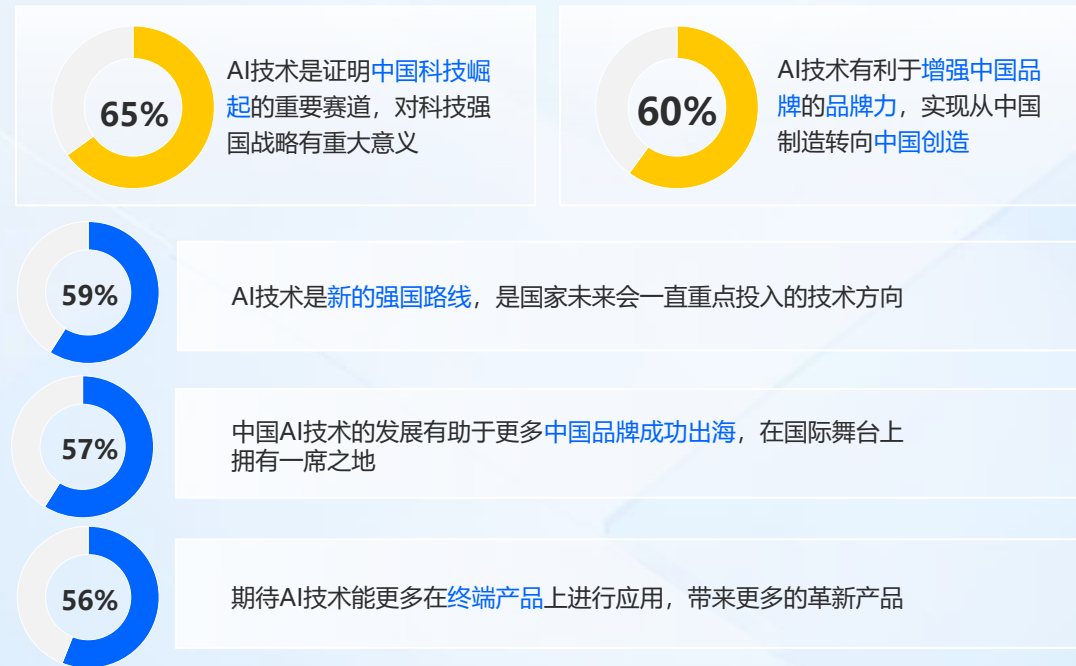 65%
AI技术是证明中国科技崛
起的重要赛道，对科技强
国战略有重大意义
60%
AI技术有利于增强中国品
牌的品牌力，实现从中国
制造转向中国创造
59%
AI技术是新的强国路线，是国家未来会一直重点投入的技术方向
57%
中国AI技术的发展有助于更多中国品牌成功出海，在国际舞台上
拥有一席之地
56%
期待AI技术能更多在终端产品上进行应用，带来更多的革新产品